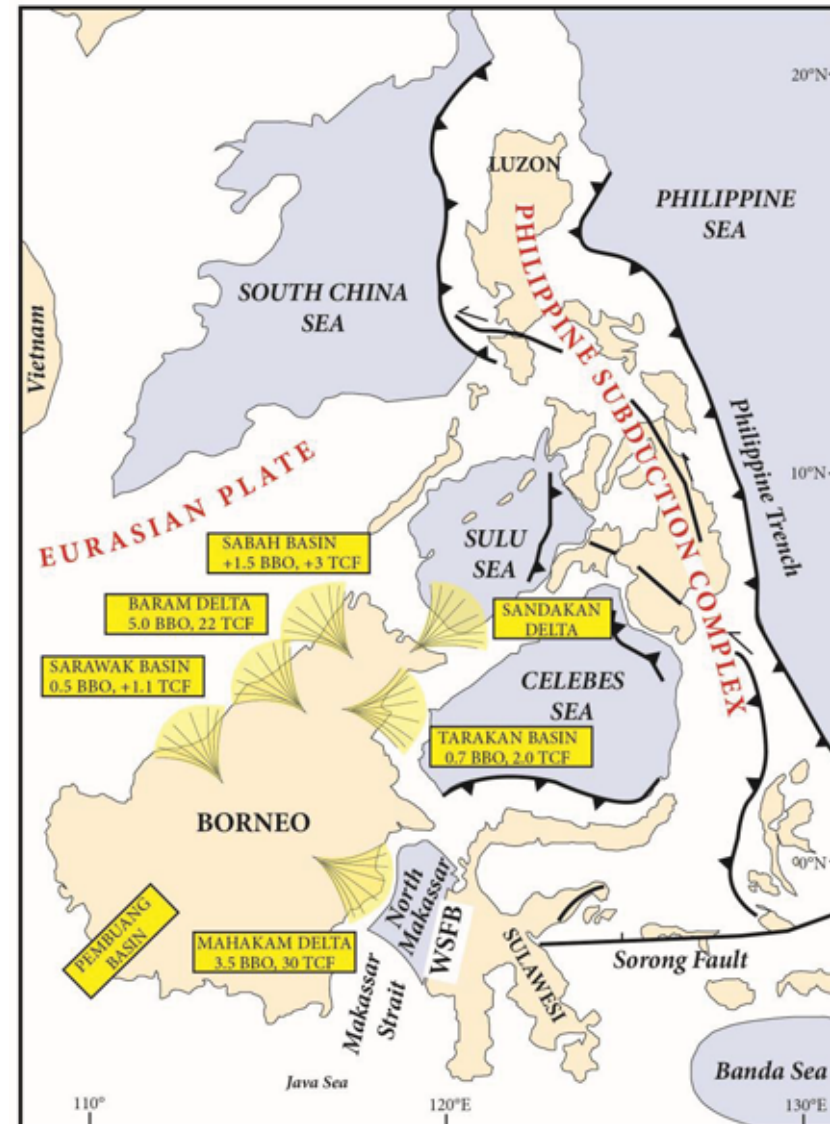 20°N
LUZON
PHILIPPINE
SEA
PHILIPPINE SUBDUCTION COMPLEX
SOUTH CHINA
SEA
Vietnam
Philippine Trench
10°N
EURASIAN PLATE
SULU
SEA
SABAH BASIN
+1.5 BBO, +3 TCF
BARAM DELTA
5.0 BBO, 22 TCF
SANDAKAN
DELTA
SARAWAK BASIN
0.5 BBO, +1.1 TCF
CELEBES
SEA
TARAKAN BASIN
0.7 BBO, 2.0 TCF
BORNEO
00°N
North
Makassar
WSFB
PEMBUANG
BASIN
MAHAKAM DELTA
3.5 BBO, 30 TCF
SULAWESI
Sorong Fault
Makassar
Strait
Banda Sea
Java Sea
110°
120°E
130°E